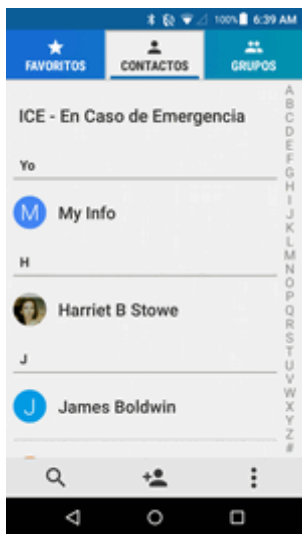 100% 6:39 AM
FAVORITOS CONTACTOS GRUPOS
ICE - En Caso de Emergencia
Yo
M My Info
H
Harriet B Stowe
J
J James Boldwin
A
B
C
D
E
F
G
H
I
J
K
L
M
N
O
P
Q
R
S
T
U
V
W
X
Y
Z
#